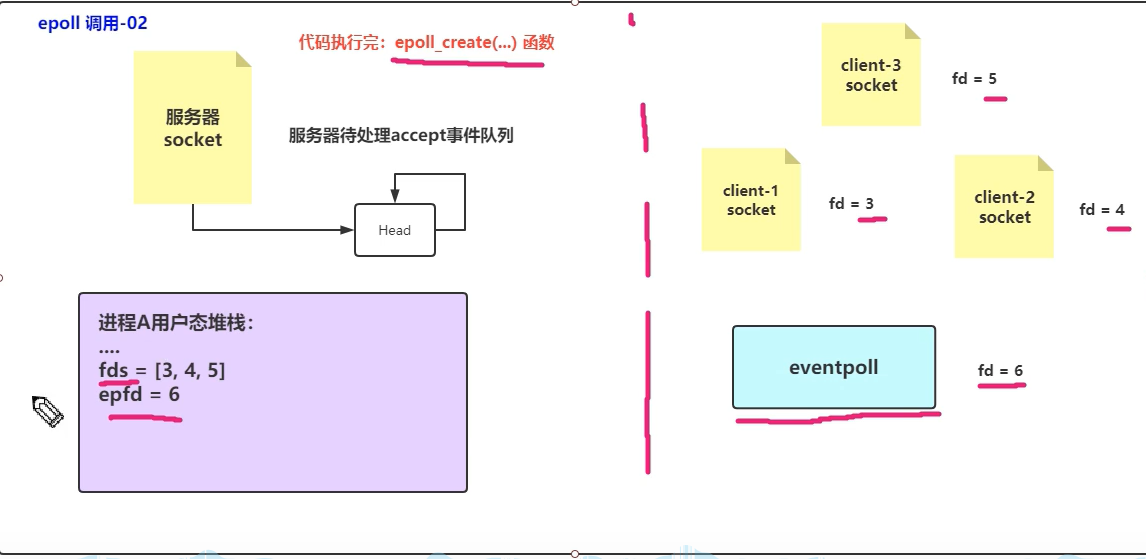 epoll 调用-02
代码执行完：epoll_create(...) 函数
服务器
socket
服务器待处理accept事件队列
Head
进程A用户态堆栈：
....
fds = [3, 4, 5]
epfd = 6
client-3
socket
fd = 5
client-1
socket
fd = 3
client-2
socket
fd = 4
eventpoll
fd = 6